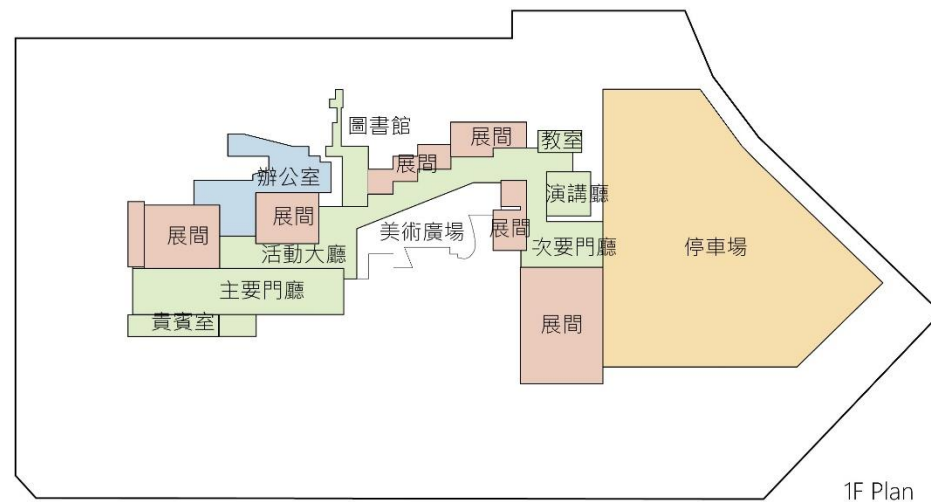 圖書館
展間
教室
展間
辦公室
演講廳
展間
展間
美術廣場
展間
活動大廳
次要門廳
停車場
主要門廳
貴賓室
展間
1F Plan